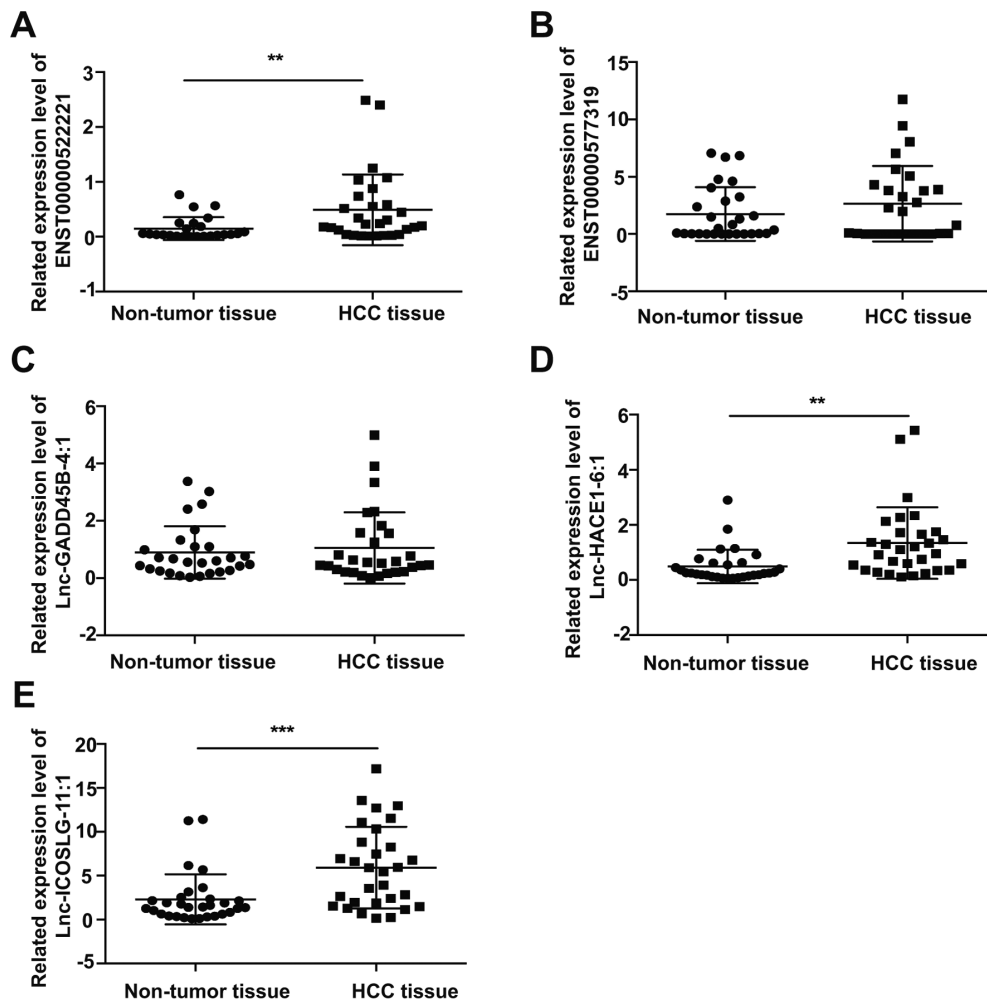 A
Related expression level of
ENST00000522221
3
2
1
0
-1
**
Non-tumor tissue
HCC tissue
B
Related expression level of
ENST00000577319
15
10
5
0
-5
Non-tumor tissue
HCC tissue
C
Related expression level of
Lnc-GADD45B-4:1
6
4
2
0
-2
Non-tumor tissue
HCC tissue
D
Related expression level of
Lnc-HACE1-6:1
6
4
2
0
-2
**
Non-tumor tissue
HCC tissue
E
Related expression level of
Lnc-ICOSLG-11:1
20
15
10
5
0
-5
***
Non-tumor tissue
HCC tissue